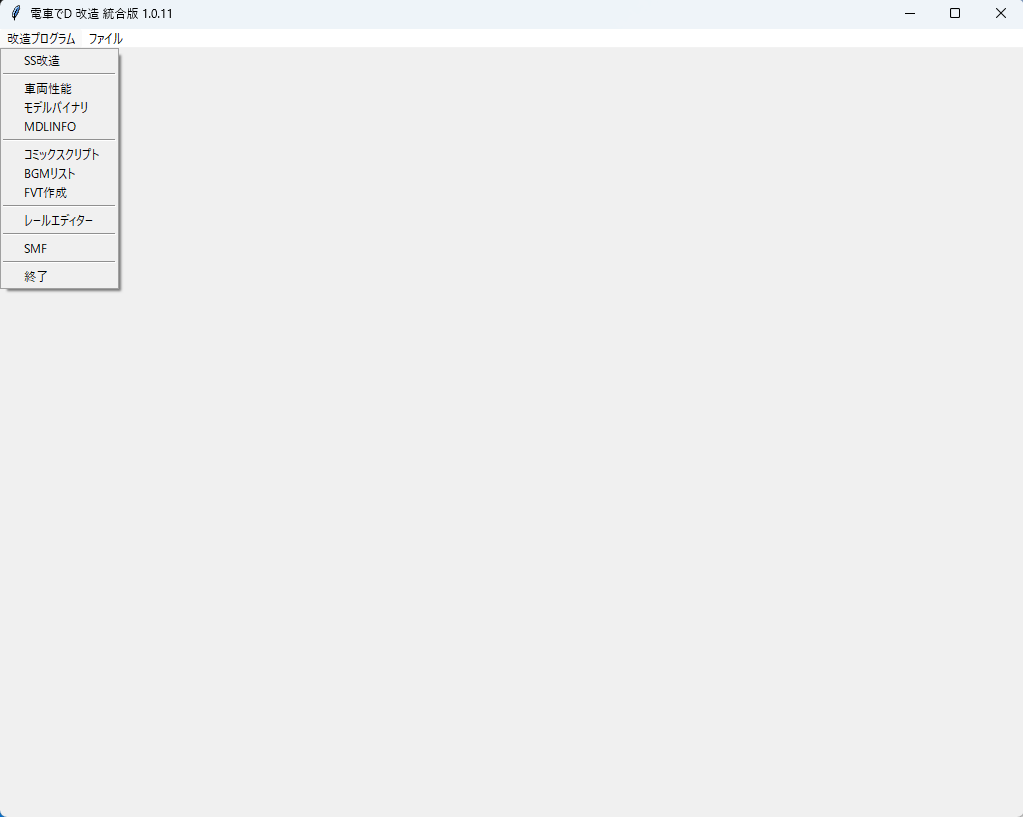 電車でD 改造 統合版 1.0.11
改造プログラム ファイル
SS改造
車両性能
モデルバイナリ
MDLINFO
コミックスクリプト
BGMリスト
FVT作成
レールエディター
SMF
終了